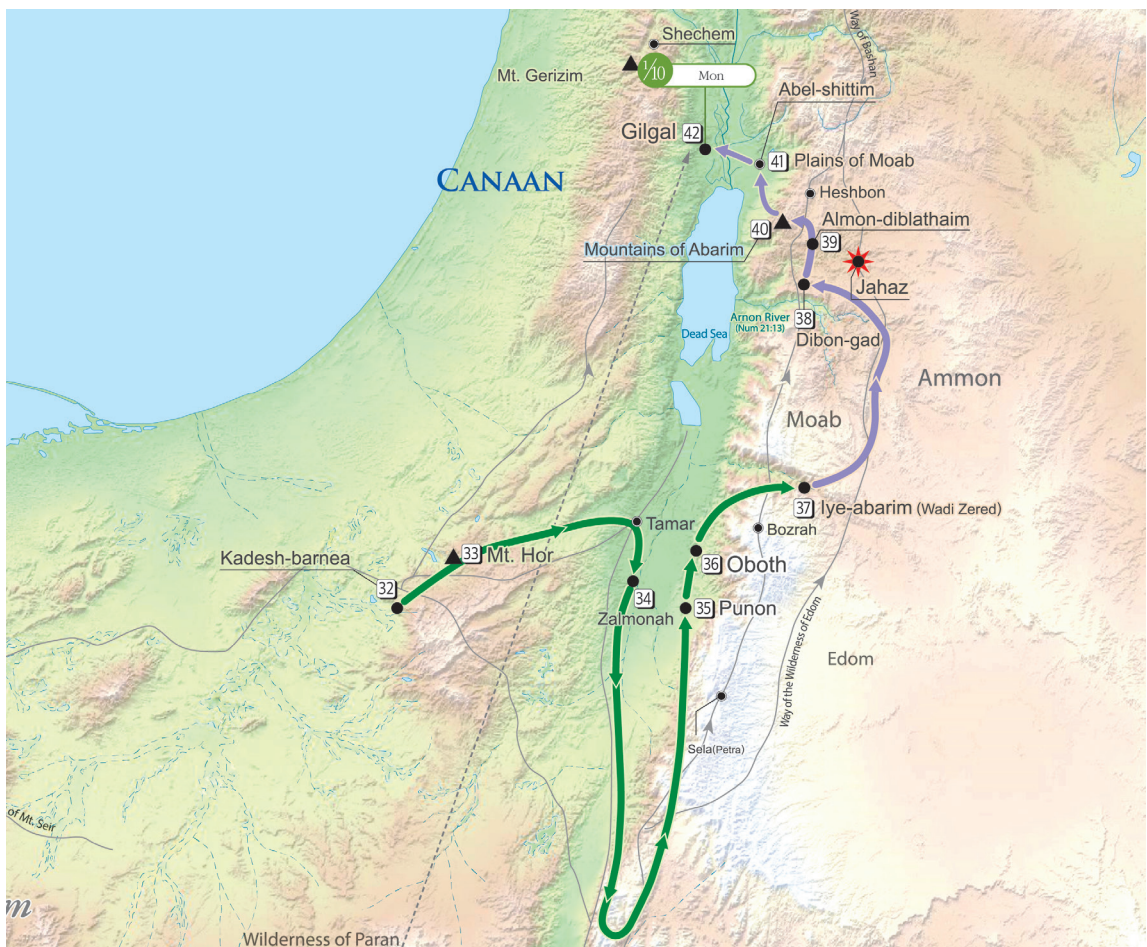 Shechem
Way of Bashan
1/10
Mon
Mt. Gerizim
Abel-shittim
Gilgal
42
41
Plains of Moab
CANAAN
Heshbon
Almon-diblathaim
40
39
Mountains of Abarim
Jahaz
Arnon River
(Num 21:13)
38
Dead Sea
Dibon-gad
Ammon
Moab
37
Iye-abarim (Wadi Zered)
Tamar
Bozrah
33
Mt. Hor
Kadesh-barnea
36
Oboth
32
34
35
Punon
Zalmonah
Way of the Wilderness of Edom
Edom
Sela(Petra)
of Mt. Seir
m
Wilderness of Paran